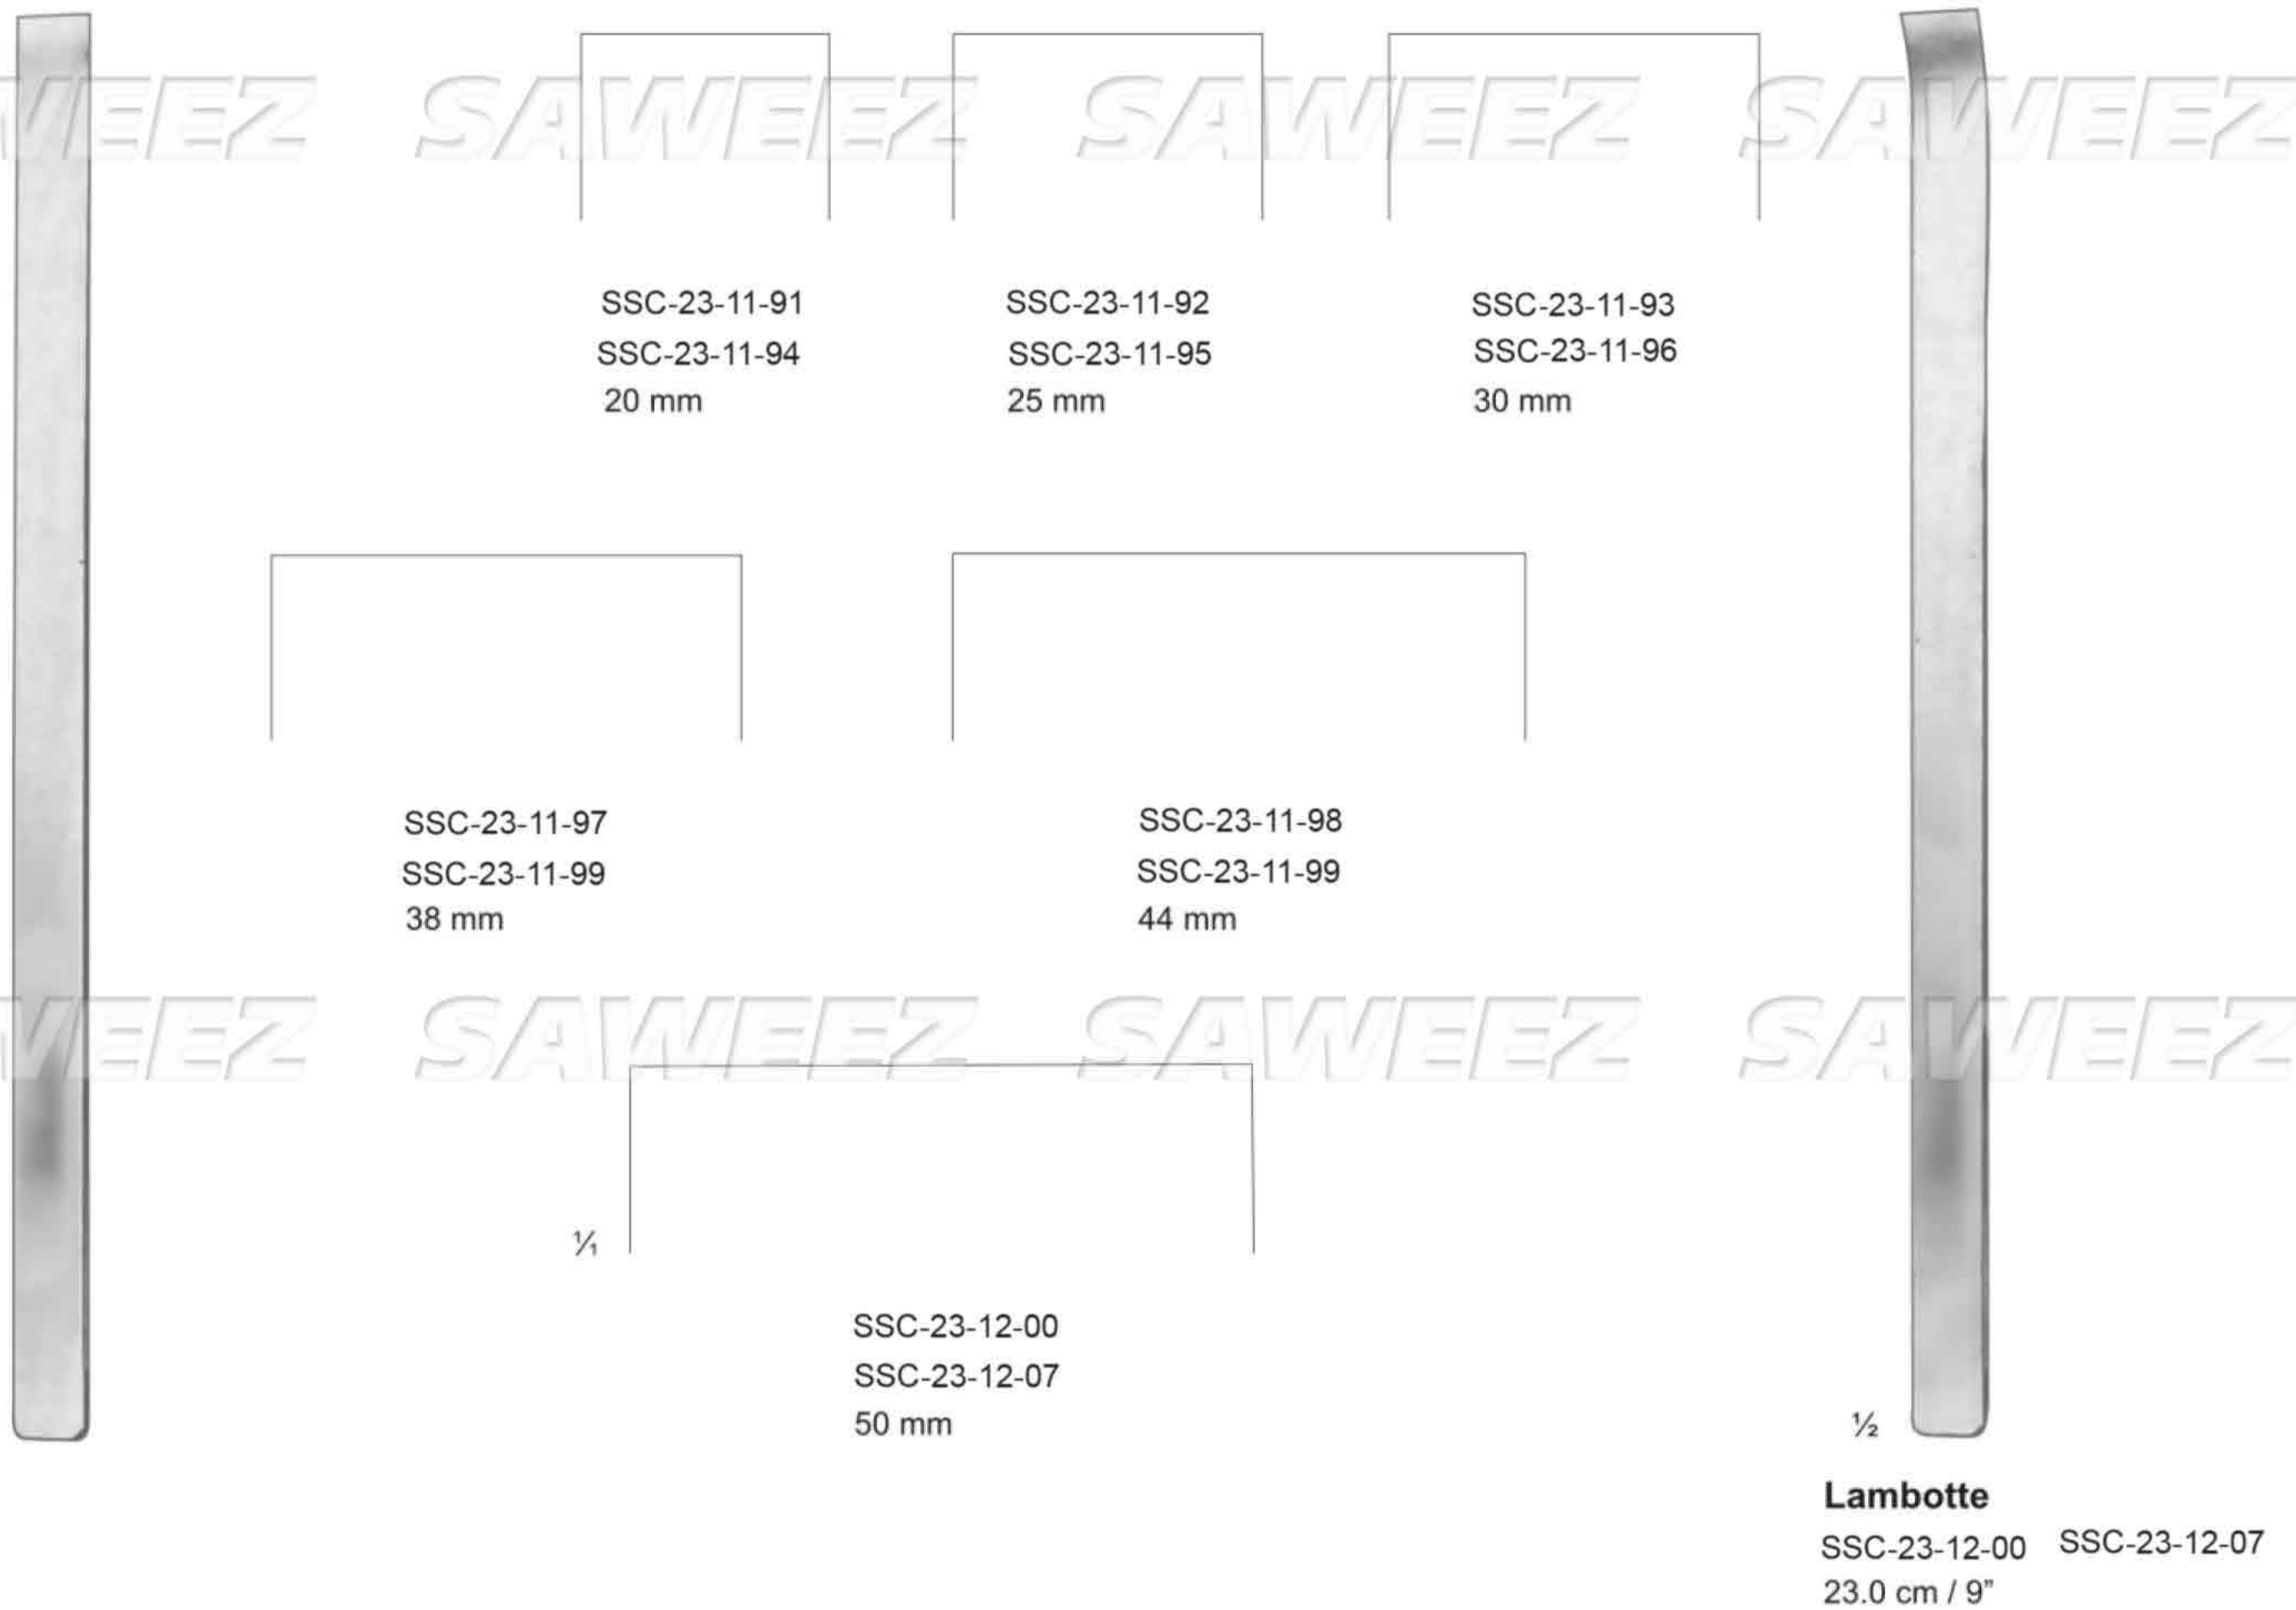 SAWEEZ SAWEEZ SAWEEZ
SSC-23-11-91
SSC-23-11-94
20 mm
SSC-23-11-92
SSC-23-11-95
25 mm
SSC-23-11-93
SSC-23-11-96
30 mm
SSC-23-11-97
SSC-23-11-99
38 mm
SSC-23-11-98
SSC-23-11-99
44 mm
SAWEEZ SAWEEZ SAWEEZ
1/1
SSC-23-12-00
SSC-23-12-07
50 mm
½
Lambotte
SSC-23-12-00 SSC-23-12-07
23.0 cm / 9”